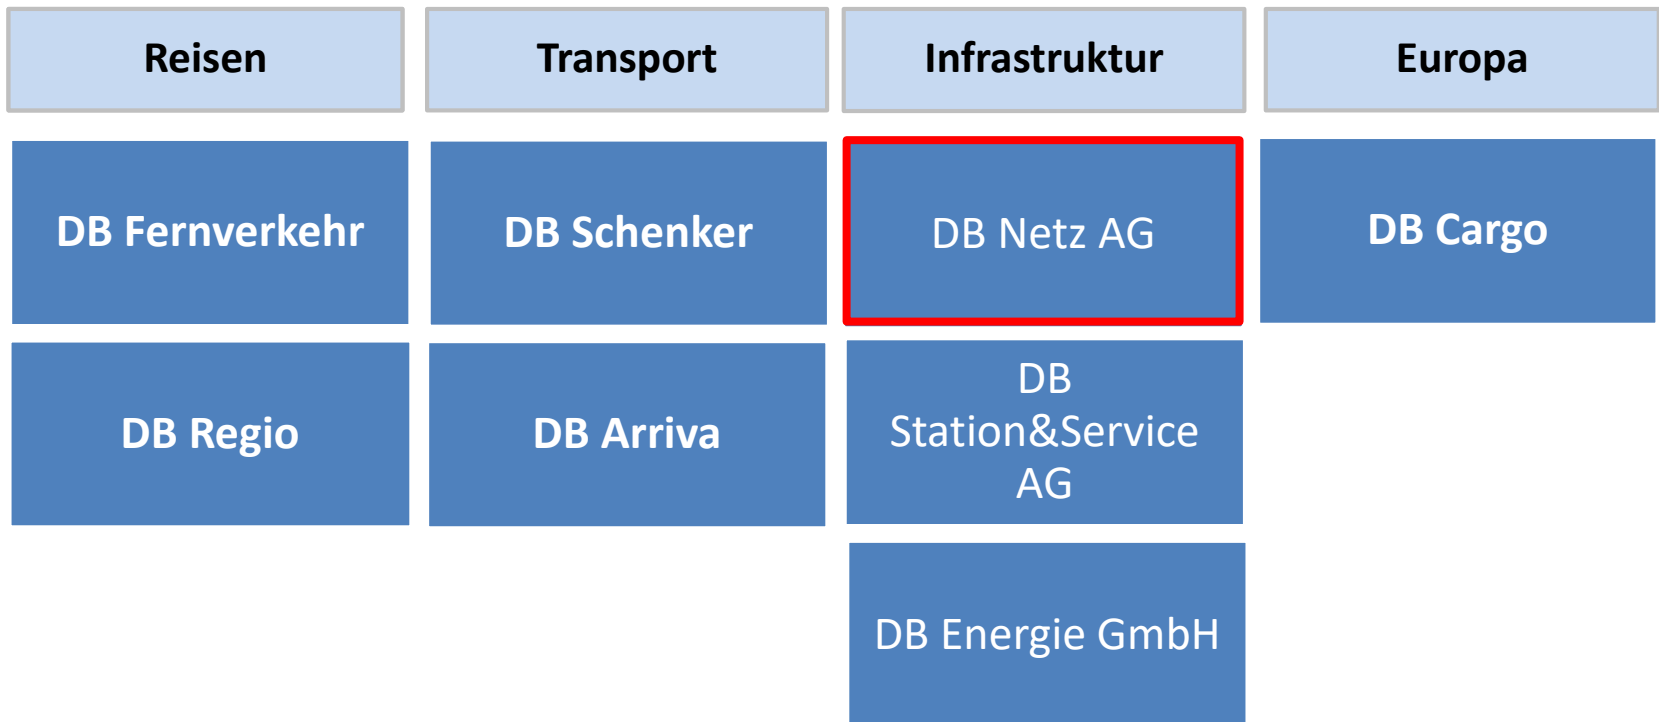 Reisen
Transport
Infrastruktur
Europa
DB Fernverkehr
DB Schenker
DB Netz AG
DB Cargo
DB Regio
DB Arriva
DB
Station&Service
AG
DB Energie GmbH